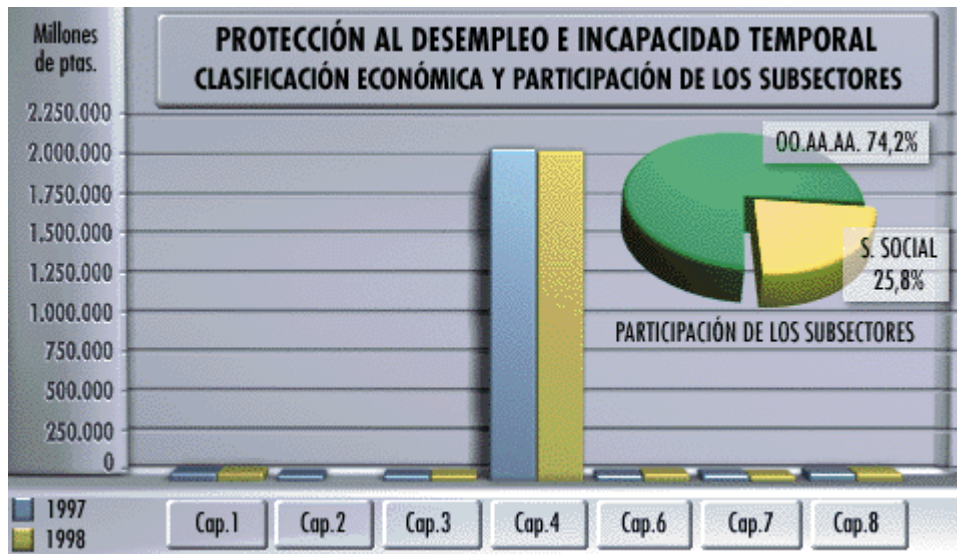 Millones
de ptas.
PROTECCIÓN AL DESEMPLEO E INCAPACIDAD TEMPORAL
CLASIFICACIÓN ECONÓMICA Y PARTICIPACIÓN DE LOS SUBSECTORES
2.250.000
2.000.000
1.750.000
1.500.000
1.250.000
1.000.000
750.000
500.000
250.000
0
OO.AA.AA. 74,2%
S. SOCIAL
25,8%
PARTICIPACIÓN DE LOS SUBSECTORES
1997
1998
Cap.1 Cap.2 Cap.3 Cap.4 Cap.6 Cap.7 Cap.8